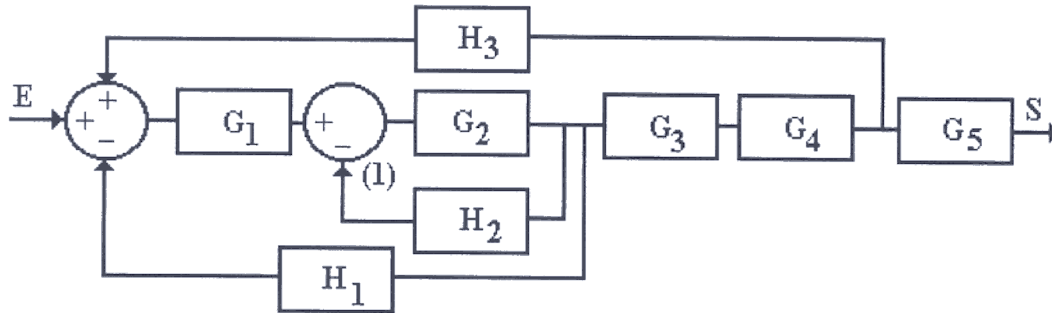 H3
E
+
+
−
G1
+
−
(1)
G2
G3
G4
G5
S
H2
H1